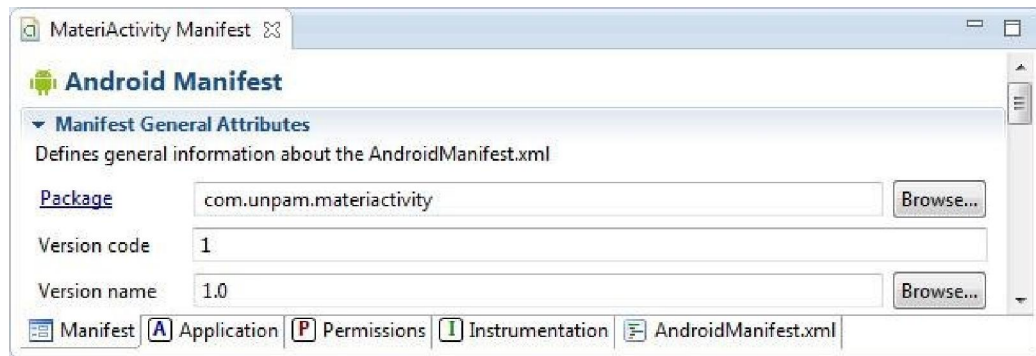 MateriActivity Manifest
Android Manifest
Manifest General Attributes
Defines general information about the AndroidManifest.xml
Package com.unpam.materiactivity Browse...
Version code 1
Version name 1.0 Browse...
Manifest A Application P Permissions I Instrumentation AndroidManifest.xml